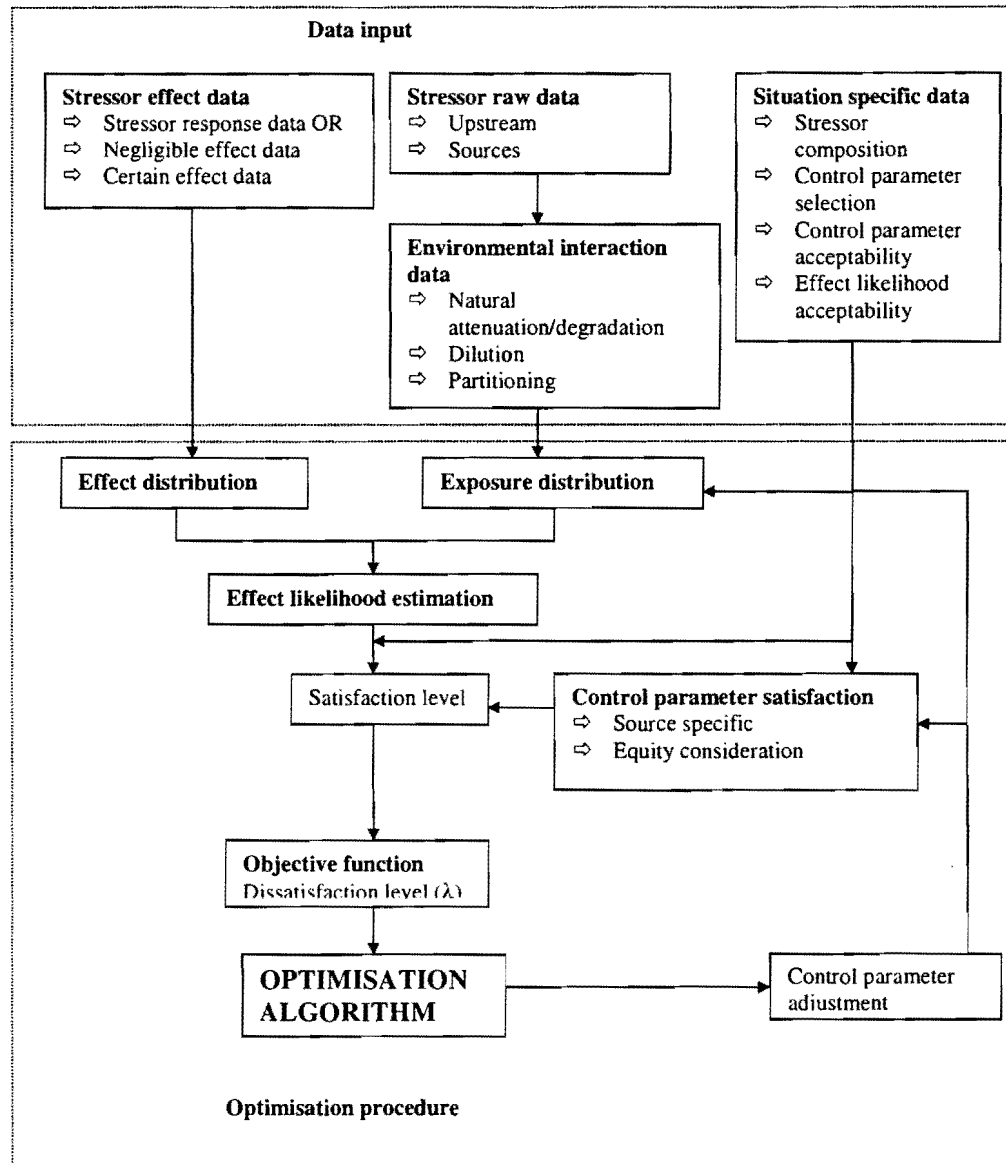 Data input
Stressor effect data
⇨ Stressor response data OR
⇨ Negligible effect data
⇨ Certain effect data
Stressor raw data
⇨ Upstream
⇨ Sources
Situation specific data
⇨ Stressor
composition
⇨ Control parameter
selection
⇨ Control parameter
acceptability
⇨ Effect likelihood
acceptability
Environmental interaction
data
⇨ Natural
attenuation/degradation
⇨ Dilution
⇨ Partitioning
Effect distribution
Exposure distribution
Effect likelihood estimation
Satisfaction level
Control parameter satisfaction
⇨ Source specific
⇨ Equity consideration
Objective function
Dissatisfaction level (λ)
OPTIMISATION
ALGORITHM
Control parameter
adjustment
Optimisation procedure